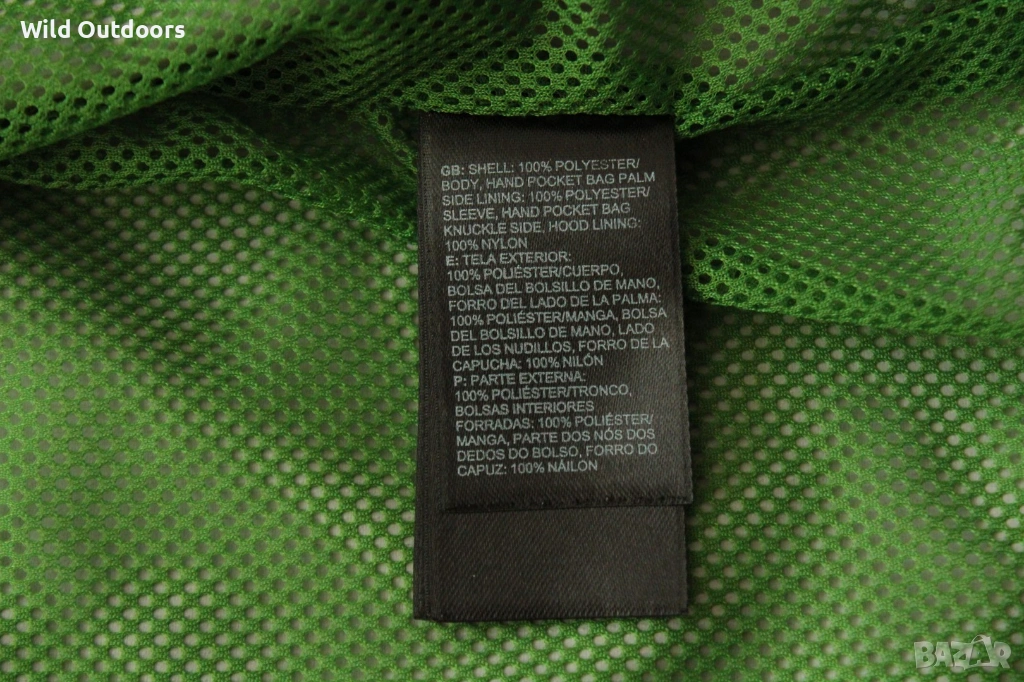 Wild Outdoors
GB: SHELL: 100% POLYESTER/
BODY, HAND POCKET BAG PALM
SIDE LINING: 100% POLYESTER/
SLEEVE, HAND POCKET BAG
KNUCKLE SIDE, HOOD LINING:
100% NYLON
E: TELA EXTERIOR:
100% POLIÉSTER/CUERPO,
BOLSA DEL BOLSILLO DE MANO,
FORRO DEL LADO DE LA PALMA:
100% POLIÉSTER/MANGA, BOLSA
DEL BOLSILLO DE MANO, LADO
DE LOS NUDILLOS, FORRO DE LA
CAPUCHA: 100% NILÓN
P: PARTE EXTERNA:
100% POLIÉSTER/TRONCO,
BOLSAS INTERIORES
FORRADAS: 100% POLIÉSTER/
MANGA, PARTE DOS NÓS DOS
DEDOS DO BOLSO, FORRO DO
CAPUZ: 100% NÁILON
BAZAR